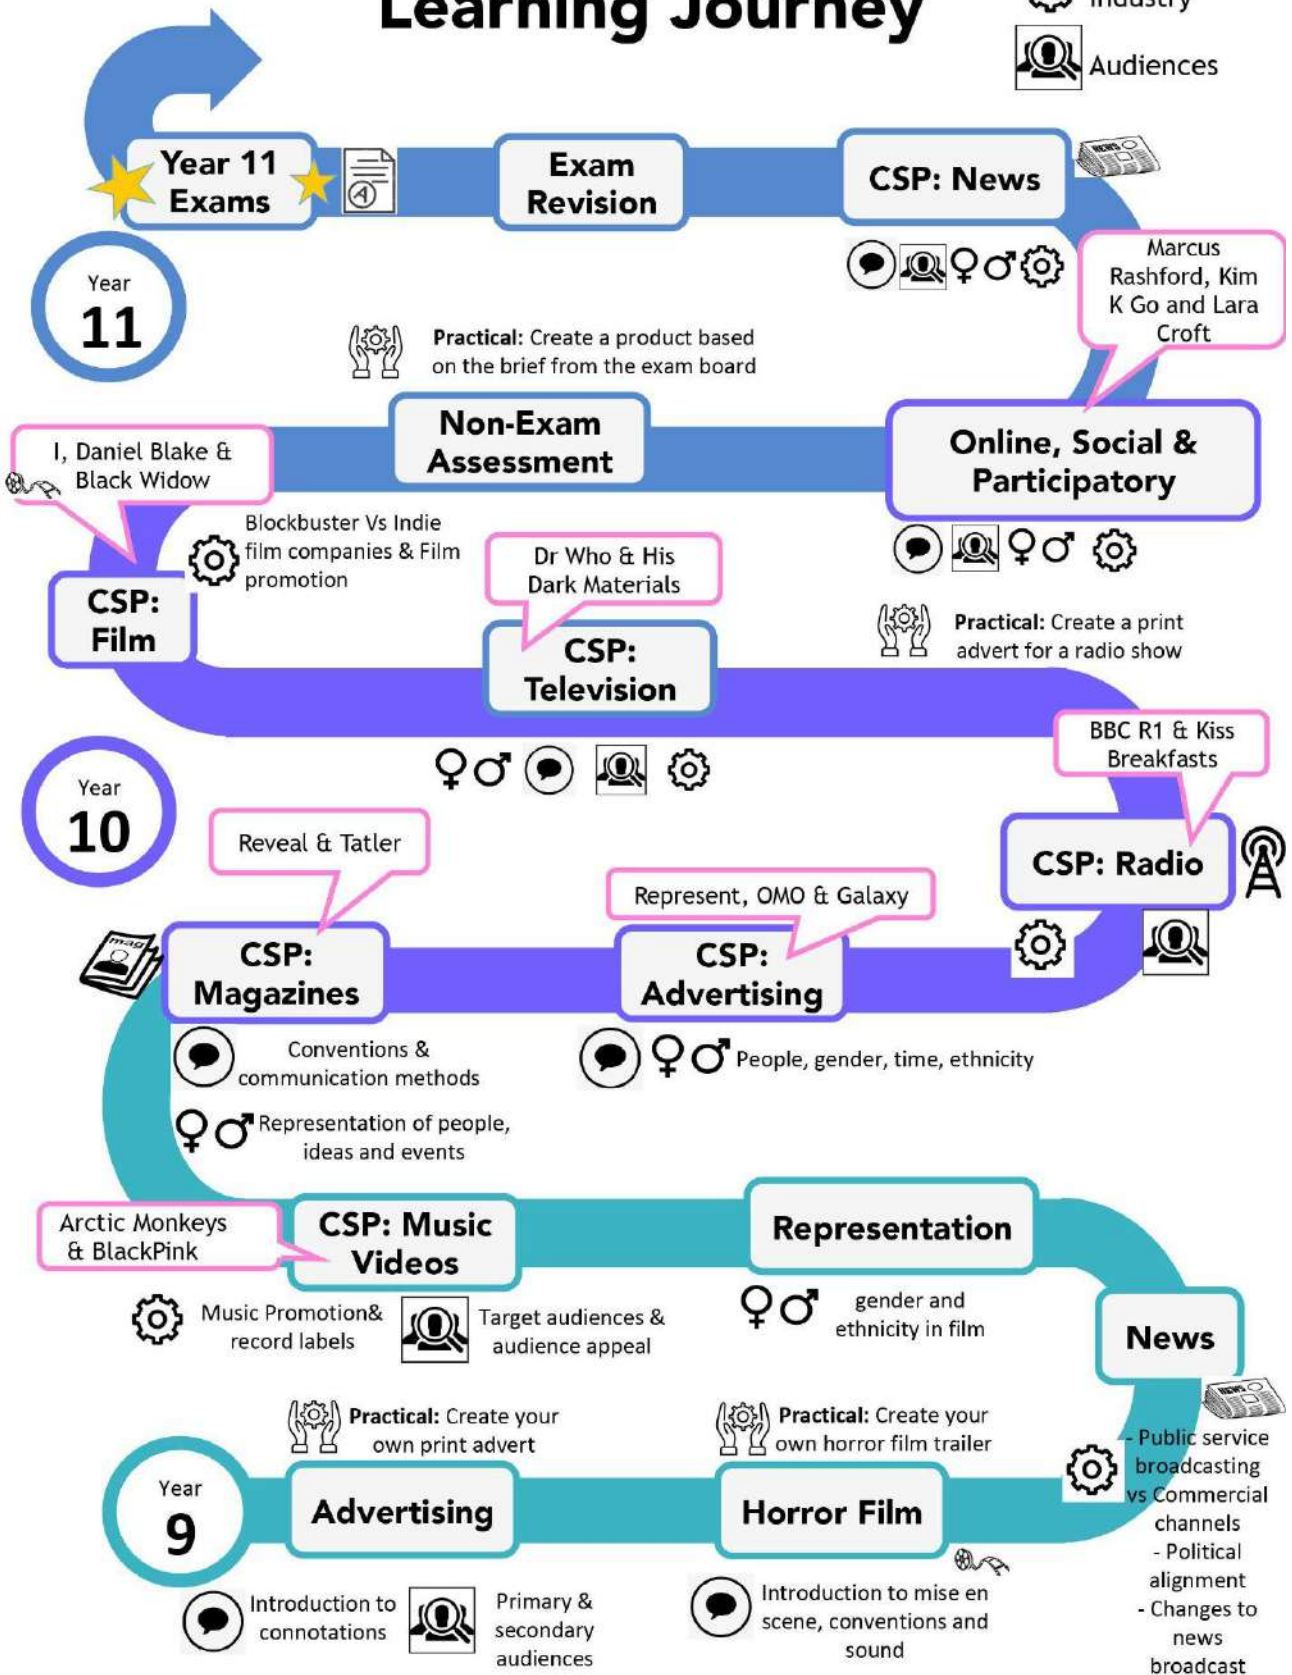 Learning Journey
Industry
Audiences
Year 11
Exams
Exam
Revision
CSP: News
NEWS
A
Year
11
Marcus
Rashford, Kim
K Go and Lara
Croft
Practical: Create a product based
on the brief from the exam board
Non-Exam
Assessment
Online, Social &
Participatory
I, Daniel Blake &
Black Widow
Blockbuster Vs Indie
film companies & Film
promotion
Dr Who & His
Dark Materials
CSP:
Film
CSP:
Television
Practical: Create a print
advert for a radio show
BBC R1 & Kiss
Breakfasts
Year
10
Reveal & Tatler
CSP: Radio
Represent, OMO & Galaxy
mag
CSP:
Magazines
CSP:
Advertising
Conventions &
communication methods
People, gender, time, ethnicity
Representation of people,
ideas and events
Arctic Monkeys
& BlackPink
CSP: Music
Videos
Representation
Music Promotion&
record labels
Target audiences &
audience appeal
gender and
ethnicity in film
News
NEWS
Practical: Create your
own print advert
Practical: Create your
own horror film trailer
- Public service
broadcasting
vs Commercial
channels
- Political
alignment
- Changes to
news
broadcast
Year
9
Advertising
Horror Film
Introduction to
connotations
Primary &
secondary
audiences
Introduction to mise en
scene, conventions and
sound